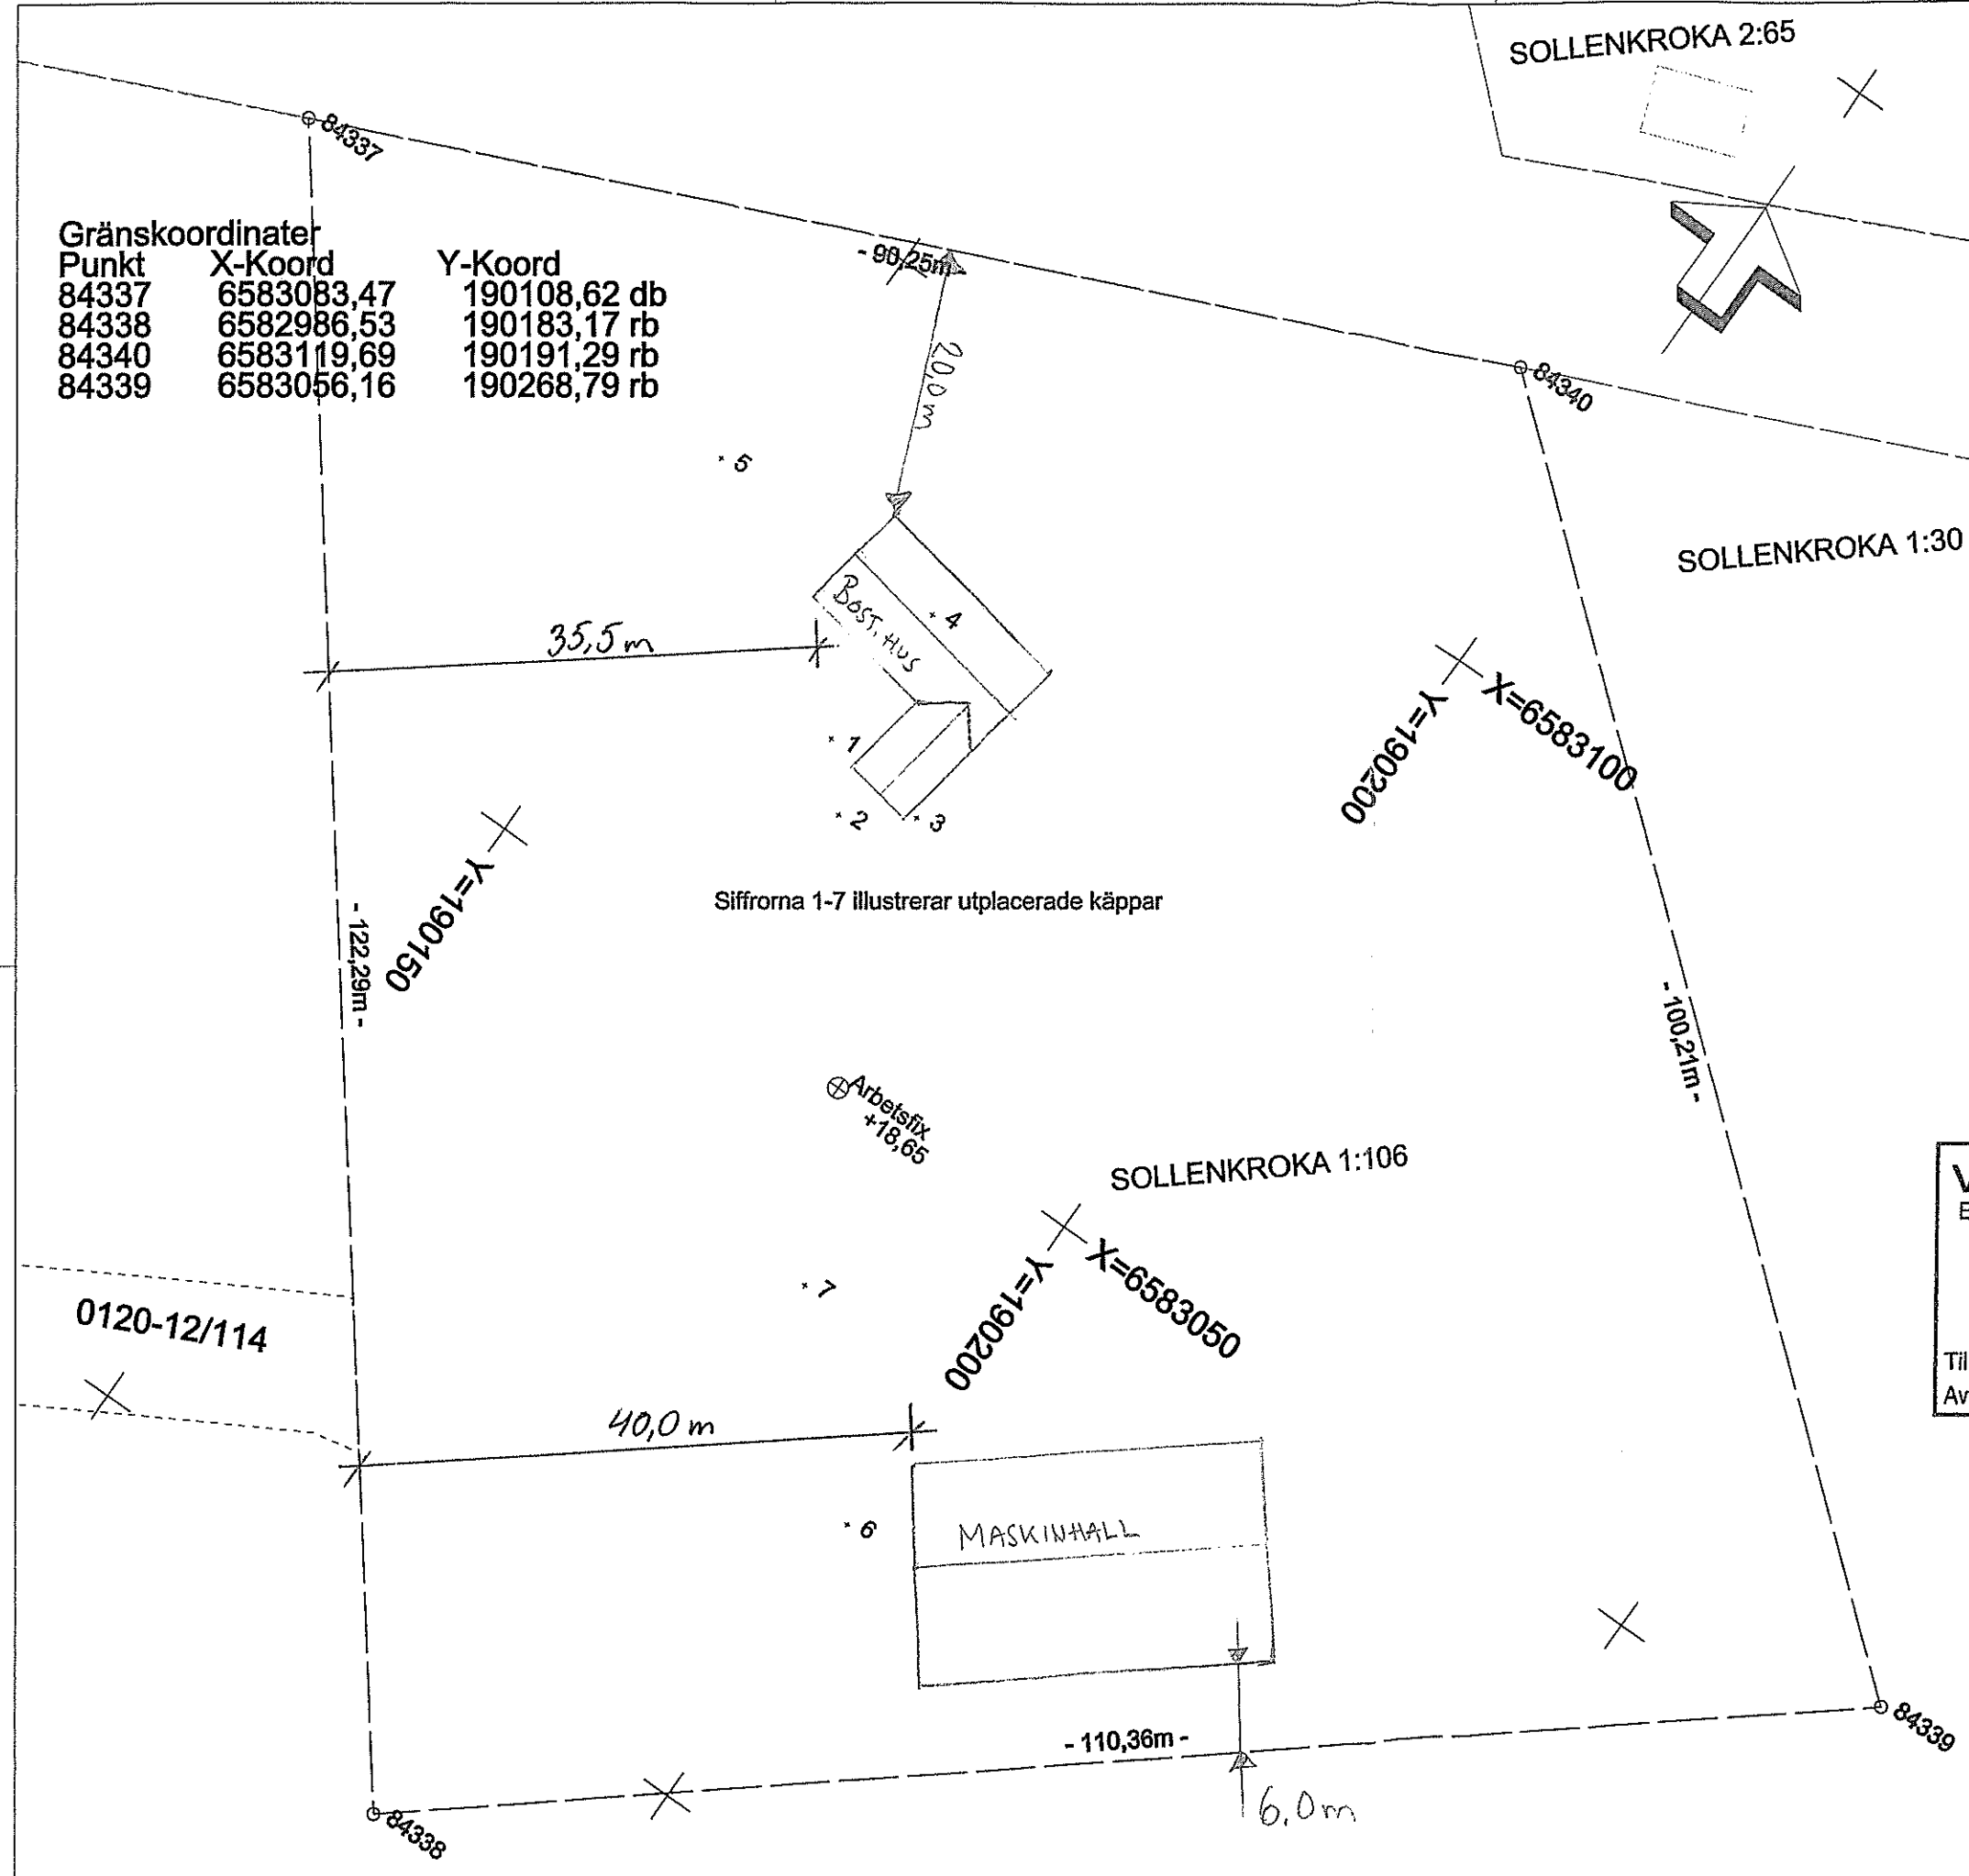 SOLLENKROKA 2:65
84337
Gränskoordinater
Punkt X-Koord Y-Koord
84337 6583083,47 190108,62 db
84338 6582986,53 190183,17 rb
84340 6583119,69 190191,29 rb
84339 6583056,16 190268,79 rb
- 90,25m -
20,0 m
84340
5
SOLLENKROKA 1:30
BOST. HUS
4
35,5 m
X=6583100
Y=190200
1
2
3
Y=190150
Siffrorna 1-7 illustrerar utplacerade käppar
- 122,29m -
- 100,21m -
Arbetsfix
+18,65
SOLLENKROKA 1:106
7
X=6583050
Y=190200
0120-12/114
Til
40,0 m
6
MASKINHALL
- 110,36m -
84339
6,0m
84338